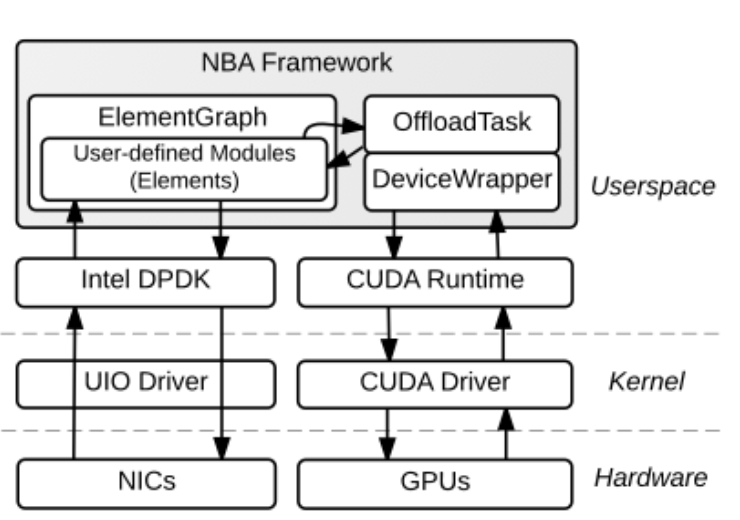 NBA Framework
ElementGraph
User-defined Modules
(Elements)
OffloadTask
DeviceWrapper
Userspace
Intel DPDK
CUDA Runtime
UIO Driver
CUDA Driver
Kernel
NICs
GPUs
Hardware